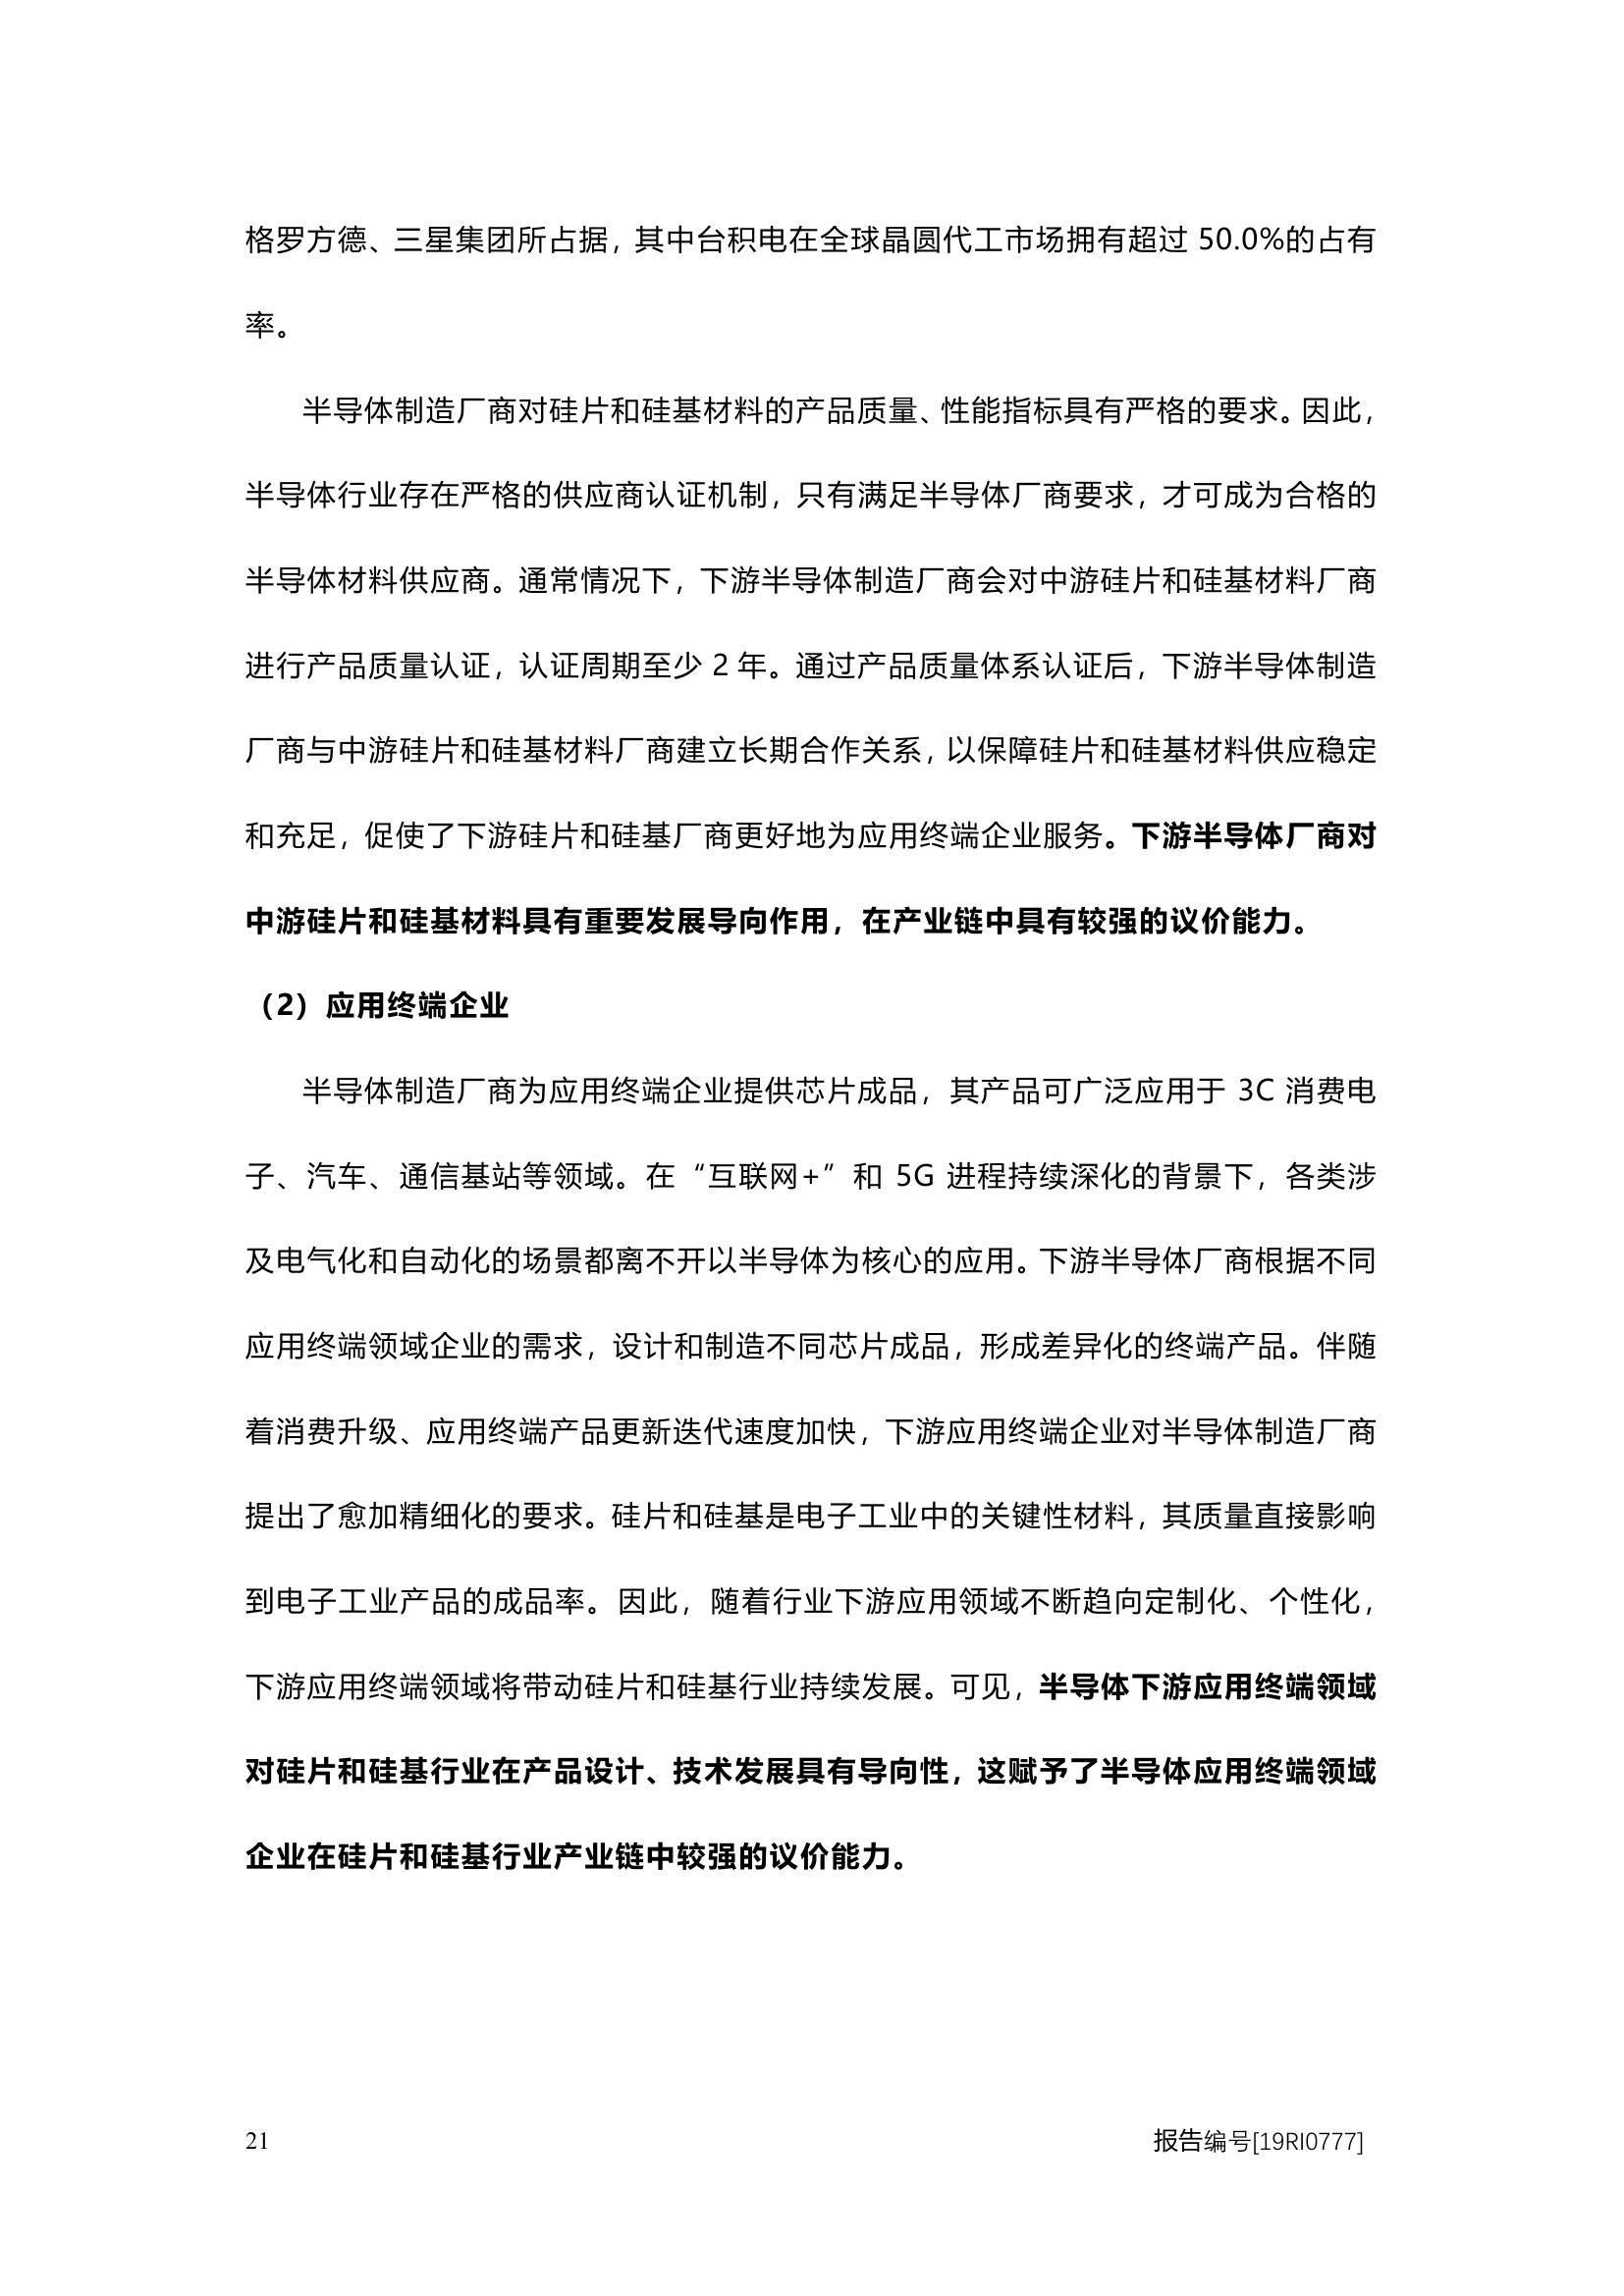 格罗方德、三星集团所占据，其中台积电在全球晶圆代工市场拥有超过 50.0%的占有
率。
半导体制造厂商对硅片和硅基材料的产品质量、性能指标具有严格的要求。因此，
半导体行业存在严格的供应商认证机制，只有满足半导体厂商要求，才可成为合格的
半导体材料供应商。通常情况下，下游半导体制造厂商会对中游硅片和硅基材料厂商
进行产品质量认证，认证周期至少 2 年。通过产品质量体系认证后，下游半导体制造
厂商与中游硅片和硅基材料厂商建立长期合作关系，以保障硅片和硅基材料供应稳定
和充足，促使了下游硅片和硅基厂商更好地为应用终端企业服务。下游半导体厂商对
中游硅片和硅基材料具有重要发展导向作用，在产业链中具有较强的议价能力。
（2）应用终端企业
半导体制造厂商为应用终端企业提供芯片成品，其产品可广泛应用于 3C 消费电
子、汽车、通信基站等领域。在“互联网+”和 5G 进程持续深化的背景下，各类涉
及电气化和自动化的场景都离不开以半导体为核心的应用。下游半导体厂商根据不同
应用终端领域企业的需求，设计和制造不同芯片成品，形成差异化的终端产品。伴随
着消费升级、应用终端产品更新迭代速度加快，下游应用终端企业对半导体制造厂商
提出了愈加精细化的要求。硅片和硅基是电子工业中的关键性材料，其质量直接影响
到电子工业产品的成品率。因此，随着行业下游应用领域不断趋向定制化、个性化，
下游应用终端领域将带动硅片和硅基行业持续发展。可见，半导体下游应用终端领域
对硅片和硅基行业在产品设计、技术发展具有导向性，这赋予了半导体应用终端领域
企业在硅片和硅基行业产业链中较强的议价能力。
21 报告编号[19RI0777]